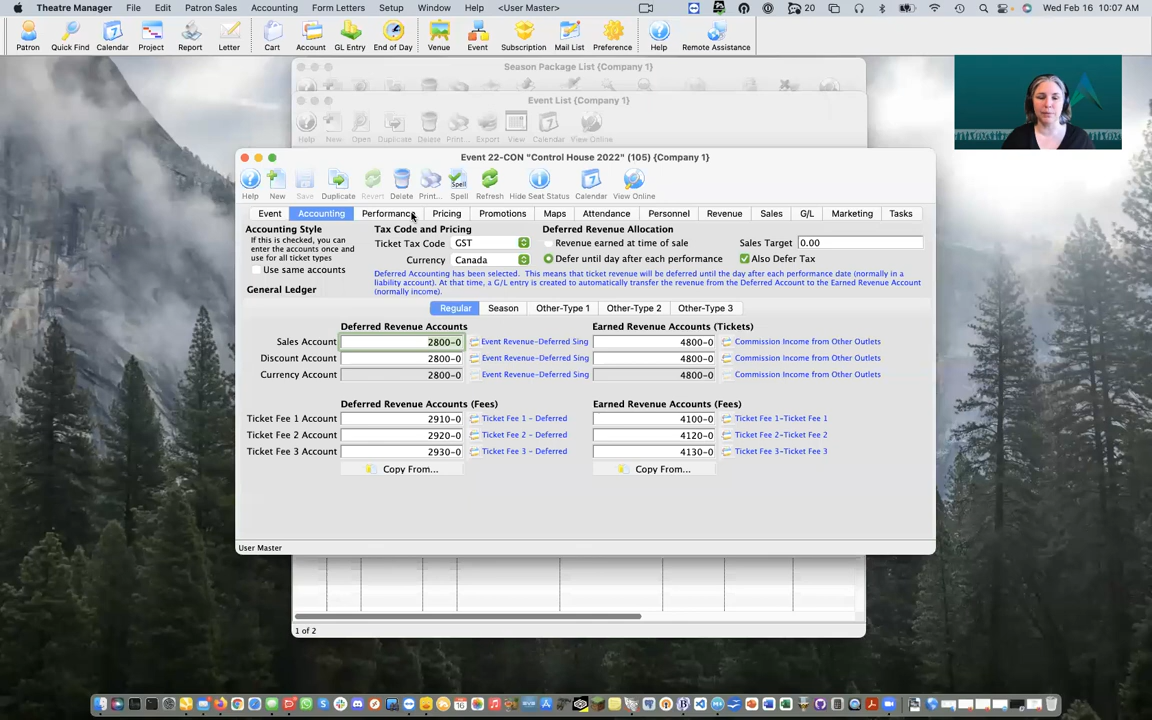 Theatre Manager File Edit Patron Sales Accounting Form Letters Setup Window Help <User Master> 20 Wed Feb 16 10:07 AM
Patron Quick Find Calendar Project Report Letter Cart Account GL Entry End of Day Venue Event Subscription Mail List Preference Help Remote Assistance
Season Package List {Company 1}
Event List {Company 1}
Help New Open Duplicate Delete Print... Export View Calendar View Online
Event 22-CON "Control House 2022" (105) {Company 1}
Help New Save Duplicate Revert Delete Print... Spell Refresh Hide Seat Status Calendar View Online
Event Accounting Performance Pricing Promotions Maps Attendance Personnel Revenue Sales G/L Marketing Tasks
Accounting Style Tax Code and Pricing Deferred Revenue Allocation
If this is checked, you can
enter the accounts once and
use for all ticket types
Use same accounts
Ticket Tax Code GST Revenue earned at time of sale Sales Target 0.00
Currency Canada Defer until day after each performance Also Defer Tax
Deferred Accounting has been selected. This means that ticket revenue will be deferred until the day after each performance date (normally in a
liability account). At that time, a G/L entry is created to automatically transfer the revenue from the Deferred Account to the Earned Revenue Account
(normally income).
General Ledger
Regular Season Other-Type 1 Other-Type 2 Other-Type 3
Deferred Revenue Accounts Earned Revenue Accounts (Tickets)
Sales Account 2800-0 Event Revenue-Deferred Sing 4800-0 Commission Income from Other Outlets
Discount Account 2800-0 Event Revenue-Deferred Sing 4800-0 Commission Income from Other Outlets
Currency Account 2800-0 Event Revenue-Deferred Sing 4800-0 Commission Income from Other Outlets
Deferred Revenue Accounts (Fees) Earned Revenue Accounts (Fees)
Ticket Fee 1 Account 2910-0 Ticket Fee 1 - Deferred 4100-0 Ticket Fee 1-Ticket Fee 1
Ticket Fee 2 Account 2920-0 Ticket Fee 2 - Deferred 4120-0 Ticket Fee 2-Ticket Fee 2
Ticket Fee 3 Account 2930-0 Ticket Fee 3 - Deferred 4130-0 Ticket Fee 3-Ticket Fee 3
Copy From... Copy From...
User Master
1 of 2